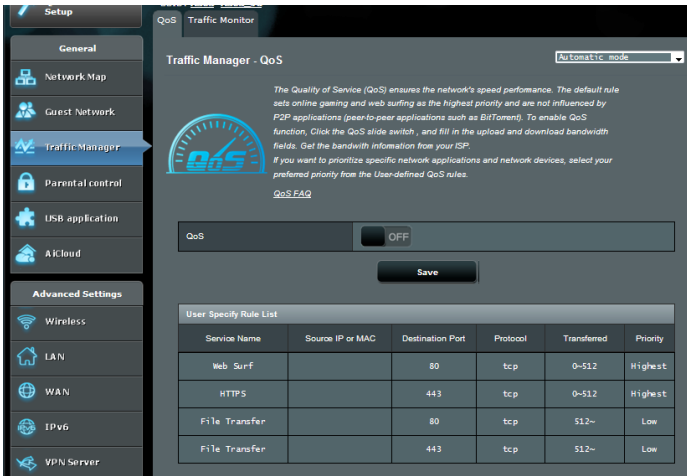 Setup
QoS
Traffic Monitor
General
Network Map
Guest Network
Traffic Manager
Parental control
USB application
AiCloud
Advanced Settings
Wireless
LAN
WAN
IPv6
VPN Server
Traffic Manager - QoS
Automatic mode
The Quality of Service (QoS) ensures the network's speed performance. The default rule
sets online gaming and web surfing as the highest priority and are not influenced by
P2P applications (peer-to-peer applications such as BitTorrent). To enable QoS
function, Click the QoS slide switch , and fill in the upload and download bandwidth
fields. Get the bandwith information from your ISP.
If you want to prioritize specific network applications and network devices, select your
preferred priority from the User-defined QoS rules.
QoS FAQ
QoS
QoS
OFF
Save
User Specify Rule List
Service Name Source IP or MAC Destination Port Protocol Transferred Priority
Web Surf 80 tcp 0~512 Highest
HTTPS 443 tcp 0~512 Highest
File Transfer 80 tcp 512~ Low
File Transfer 443 tcp 512~ Low